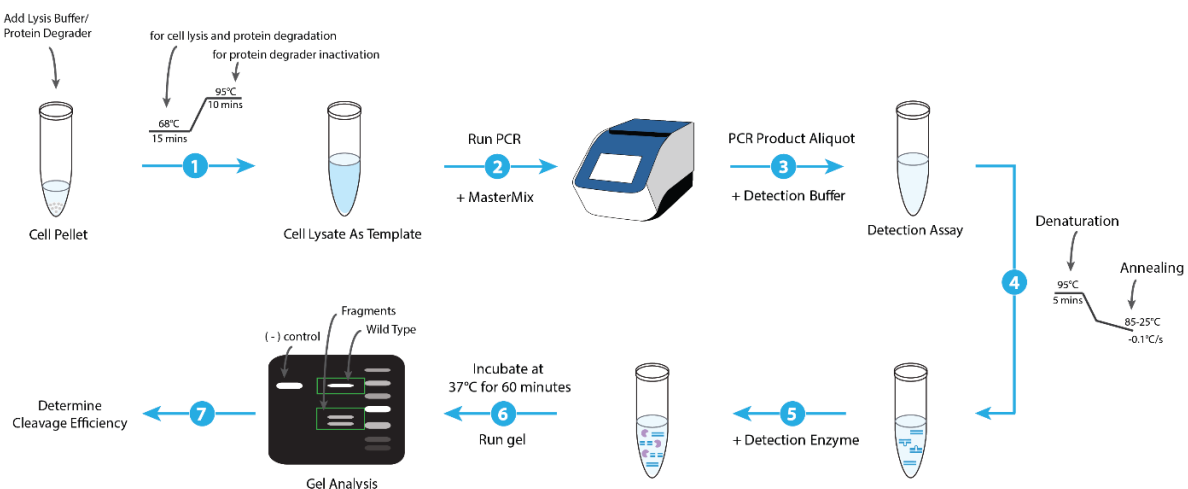 Add Lysis Buffer/
Protein Degrader
for cell lysis and protein degradation
for protein degrader inactivation
95°C
10 mins
68°C
15 mins
1
Cell Pellet
Cell Lysate As Template
Run PCR
2
+ MasterMix
PCR Product Aliquot
3
+ Detection Buffer
Detection Assay
4
Denaturation
95°C
5 mins
Annealing
85-25°C
-0.1°C/s
5
+ Detection Enzyme
Incubate at
37°C for 60 minutes
6
Run gel
Fragments
Wild Type
( - ) control
Gel Analysis
7
Determine
Cleavage Efficiency